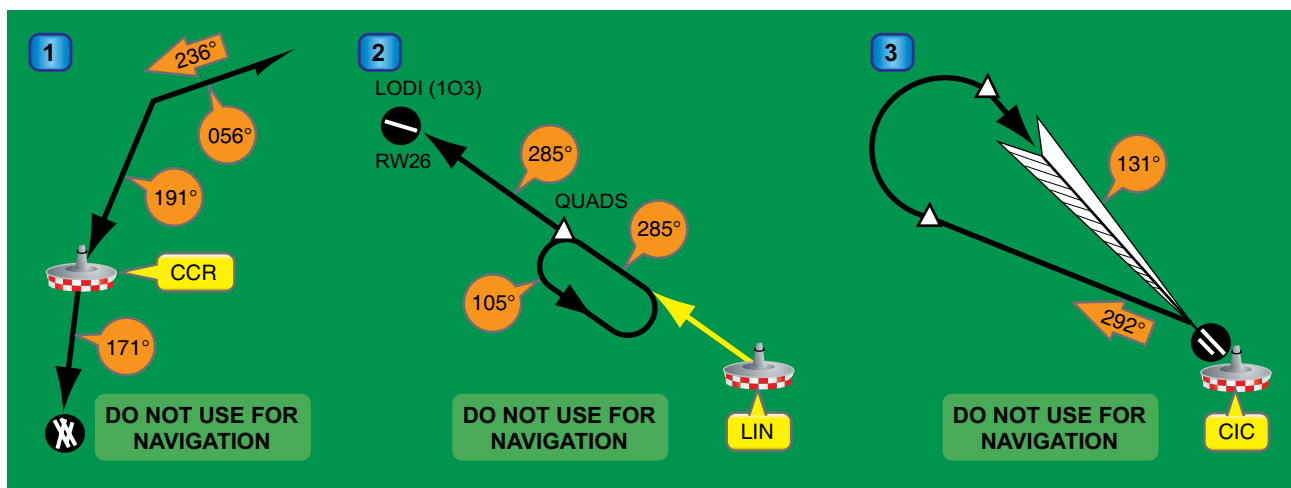 1
236°
056°
191°
CCR
171°
DO NOT USE FOR
NAVIGATION
2
LODI (1O3)
RW26
285°
QUADS
285°
105°
LIN
DO NOT USE FOR
NAVIGATION
3
131°
292°
CIC
DO NOT USE FOR
NAVIGATION